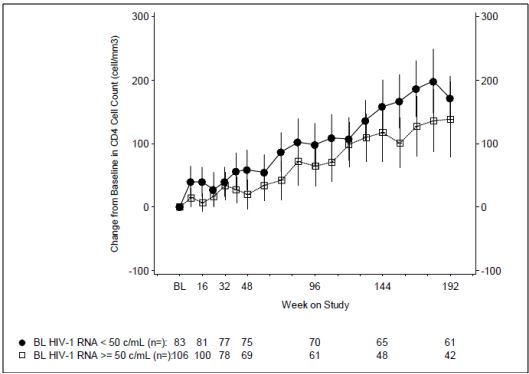 300
300
200
200
100
100
0
0
-100
-100
Change from Baseline in CD4 Cell Count (cell/mm3)
BL 16 32 48 96 144 192
Week on Study
BL HIV-1 RNA < 50 c/mL (n=): 83 81 77 75 70 65 61
BL HIV-1 RNA >= 50 c/mL (n=):106 100 78 69 61 48 42